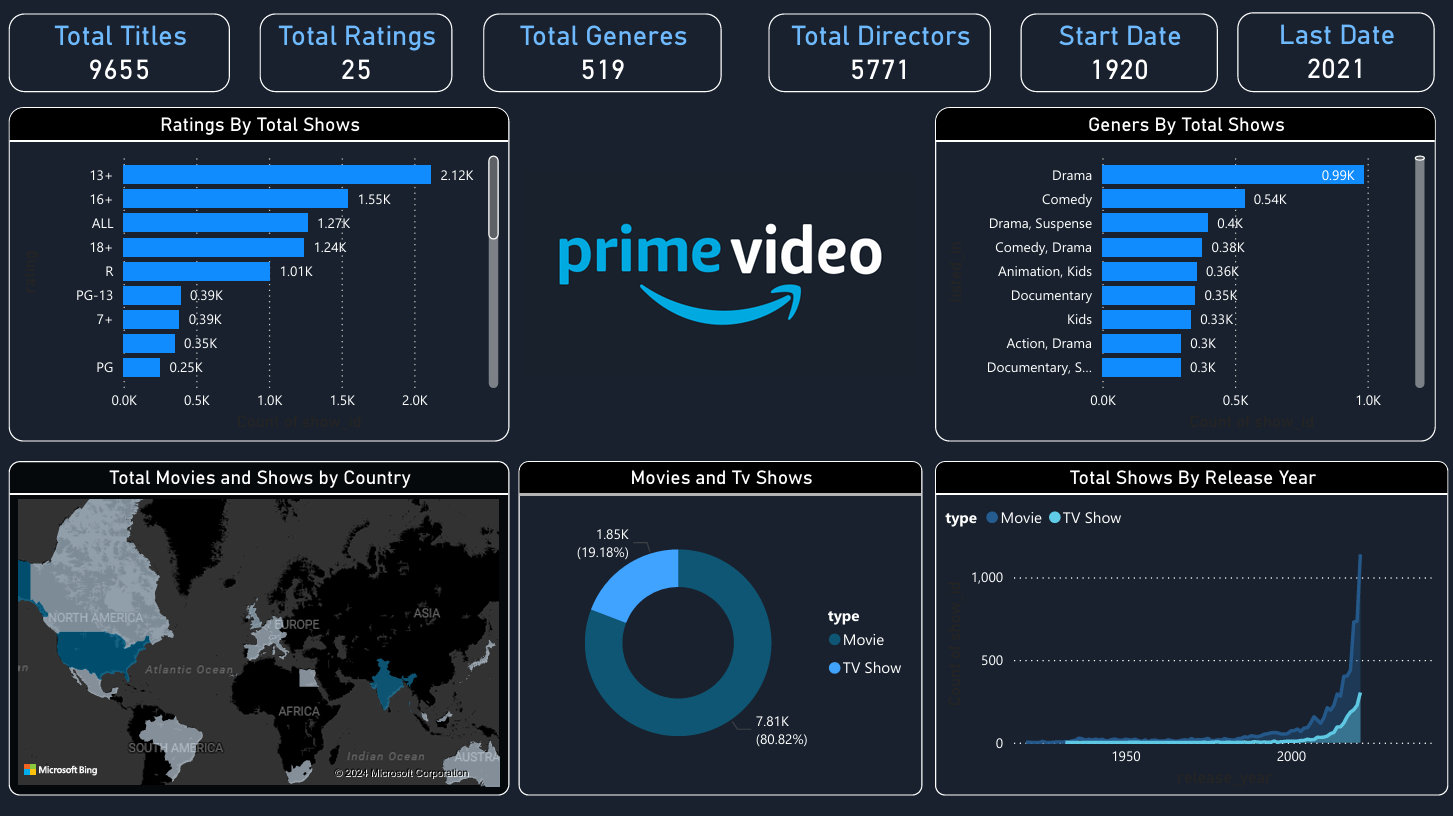 Total Titles
9655
Total Ratings
25
Total Generes
519
Total Directors
5771
Start Date
1920
Last Date
2021
Ratings By Total Shows
13+
2.12K
16+
1.55K
ALL
1.27K
18+
1.24K
R
1.01K
PG-13
0.39K
7+
0.39K
0.35K
PG
0.25K
0.0K
0.5K
1.0K
1.5K
2.0K
Count of show_id
prime video
Geners By Total Shows
Drama
0.99K
Comedy
0.54K
Drama, Suspense
0.4K
Comedy, Drama
0.38K
Animation, Kids
0.36K
Documentary
0.35K
Kids
0.33K
Action, Drama
0.3K
Documentary, S...
0.3K
0.0K
0.5K
1.0K
Count of show_id
Total Movies and Shows by Country
NORTH AMERICA
EUROPE
ASIA
Atlantic Ocean
AFRICA
SOUTH AMERICA
Indian Ocean
AUSTRA
Microsoft Bing
© 2024 Microsoft Corporation
Movies and Tv Shows
1.85K
(19.18%)
7.81K
(80.82%)
type
Movie
TV Show
Total Shows By Release Year
type Movie TV Show
Count of show_id
1,000
500
0
1950
2000
release_year